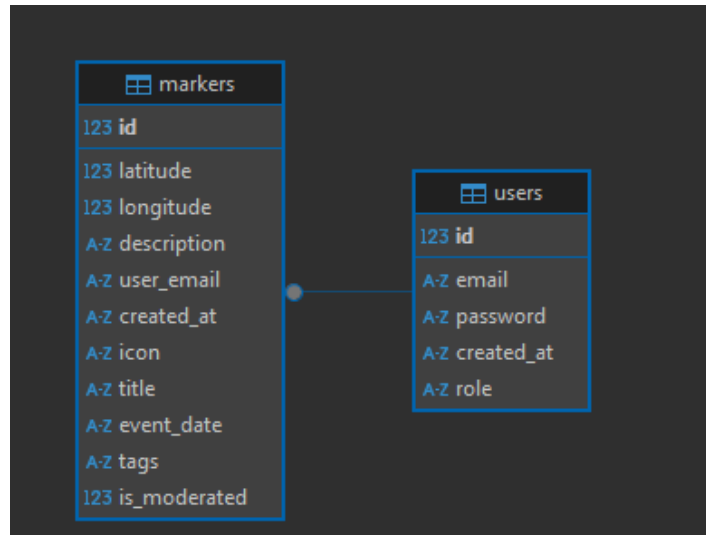 markers
123 id
123 latitude
123 longitude
A-Z description
A-Z user_email
A-Z created_at
A-Z icon
A-Z title
A-Z event_date
A-Z tags
123 is_moderated
users
123 id
A-Z email
A-Z password
A-Z created_at
A-Z role